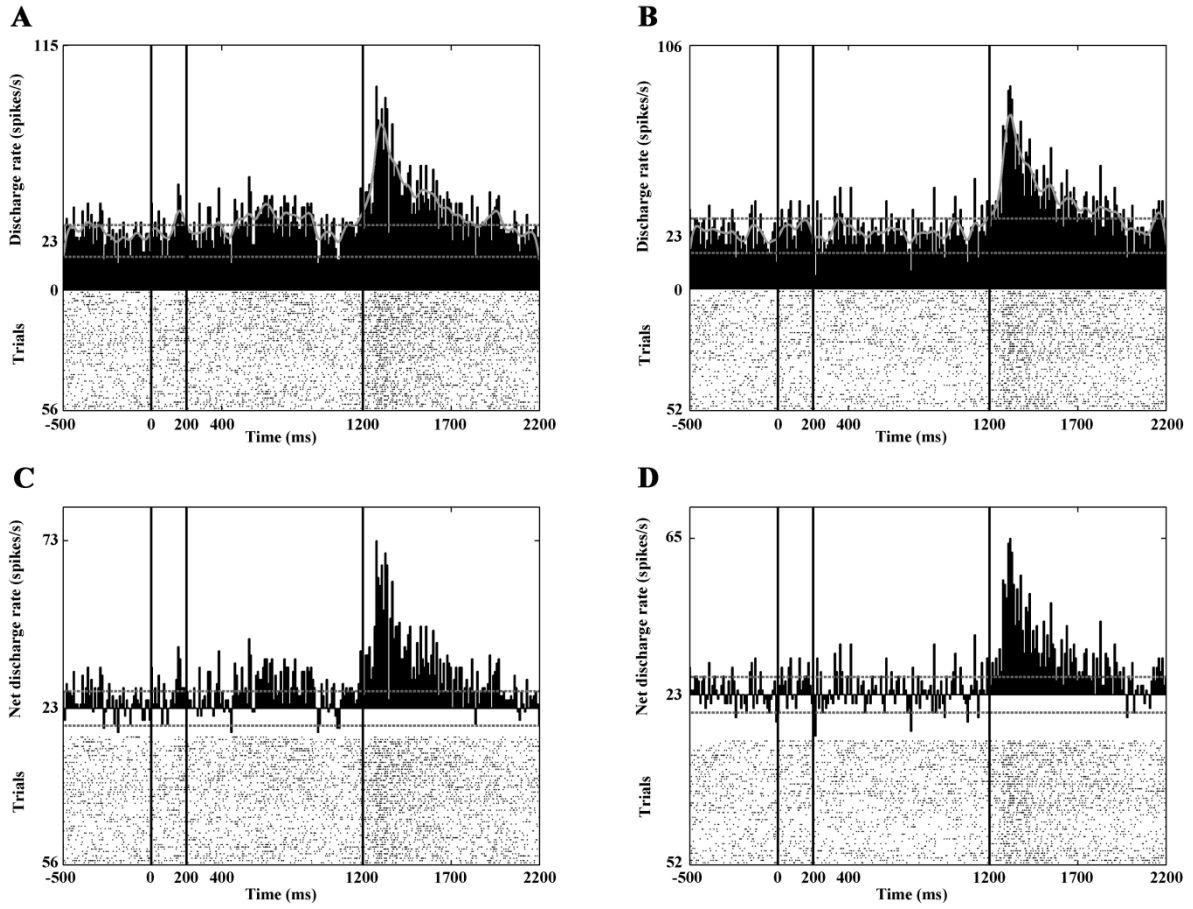 A
115
Discharge rate (spikes/s)
23
0
Trials
56
-500 0 200 400 1200 1700 2200
Time (ms)
B
106
Discharge rate (spikes/s)
23
0
Trials
52
-500 0 200 400 1200 1700 2200
Time (ms)
C
73
Net discharge rate (spikes/s)
23
Trials
56
-500 0 200 400 1200 1700 2200
Time (ms)
D
65
Net discharge rate (spikes/s)
23
Trials
52
-500 0 200 400 1200 1700 2200
Time (ms)